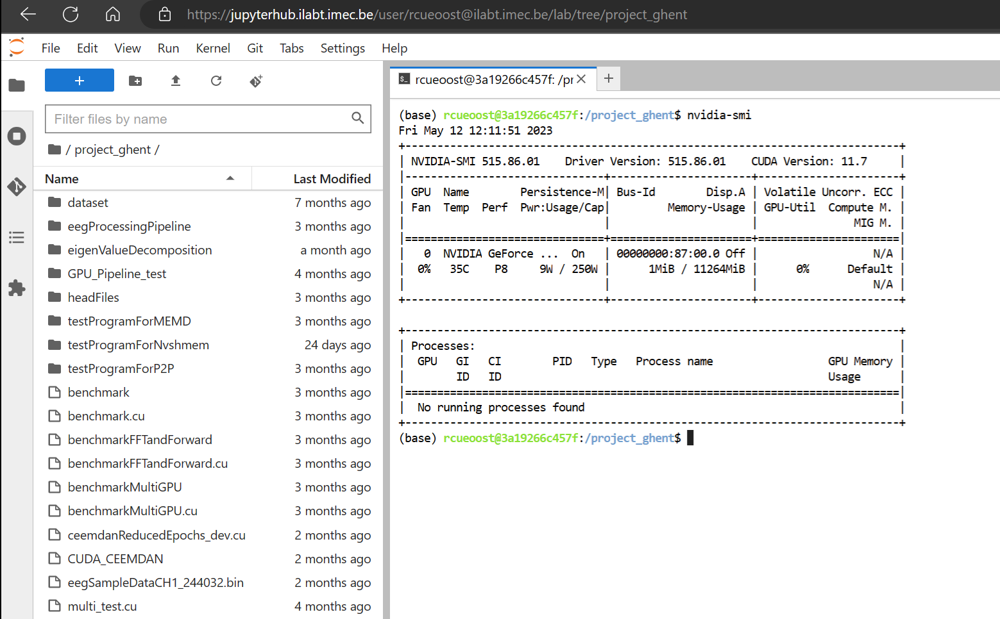 https://jupyterhub.ilabt.imec.be/user/rcueoost@ilabt.imec.be/lab/tree/project_ghent
File Edit View Run Kernel Git Tabs Settings Help
rcueoost@3a19266c457f: /pr
Filter files by name
/ project_ghent /
Name Last Modified
dataset 7 months ago
eegProcessingPipeline 3 months ago
eigenValueDecomposition a month ago
GPU_Pipeline_test 4 months ago
headFiles 3 months ago
testProgramForMEMD 3 months ago
testProgramForNvshmem 24 days ago
testProgramForP2P 3 months ago
benchmark 3 months ago
benchmark.cu 3 months ago
benchmarkFFTandForward 3 months ago
benchmarkFFTandForward.cu 3 months ago
benchmarkMultiGPU 3 months ago
benchmarkMultiGPU.cu 3 months ago
ceemdanReducedEpochs_dev.cu 2 months ago
CUDA_CEEMDAN 2 months ago
eegSampleDataCH1_244032.bin 2 months ago
multi_test.cu 4 months ago
(base) rcueoost@3a19266c457f:/project_ghent$ nvidia-smi
Fri May 12 12:11:51 2023
+-----------------------------------------------------------------------------+
| NVIDIA-SMI 515.86.01    Driver Version: 515.86.01    CUDA Version: 11.7     |
|-------------------------------+----------------------+----------------------+
| GPU  Name        Persistence-M| Bus-Id        Disp.A | Volatile Uncorr. ECC |
| Fan  Temp  Perf  Pwr:Usage/Cap|         Memory-Usage | GPU-Util  Compute M. |
|                               |                      |               MIG M. |
|===============================+======================+======================|
|   0  NVIDIA GeForce ...  On   | 00000000:87:00.0 Off |                  N/A |
|  0%   35C    P8     9W / 250W |      1MiB / 11264MiB |      0%      Default |
|                               |                      |                  N/A |
+-------------------------------+----------------------+----------------------+
+-----------------------------------------------------------------------------+
| Processes:                                                                  |
|  GPU   GI   CI        PID   Type   Process name                  GPU Memory |
|        ID   ID                                                   Usage      |
|=============================================================================|
|  No running processes found                                                 |
+-----------------------------------------------------------------------------+
(base) rcueoost@3a19266c457f:/project_ghent$